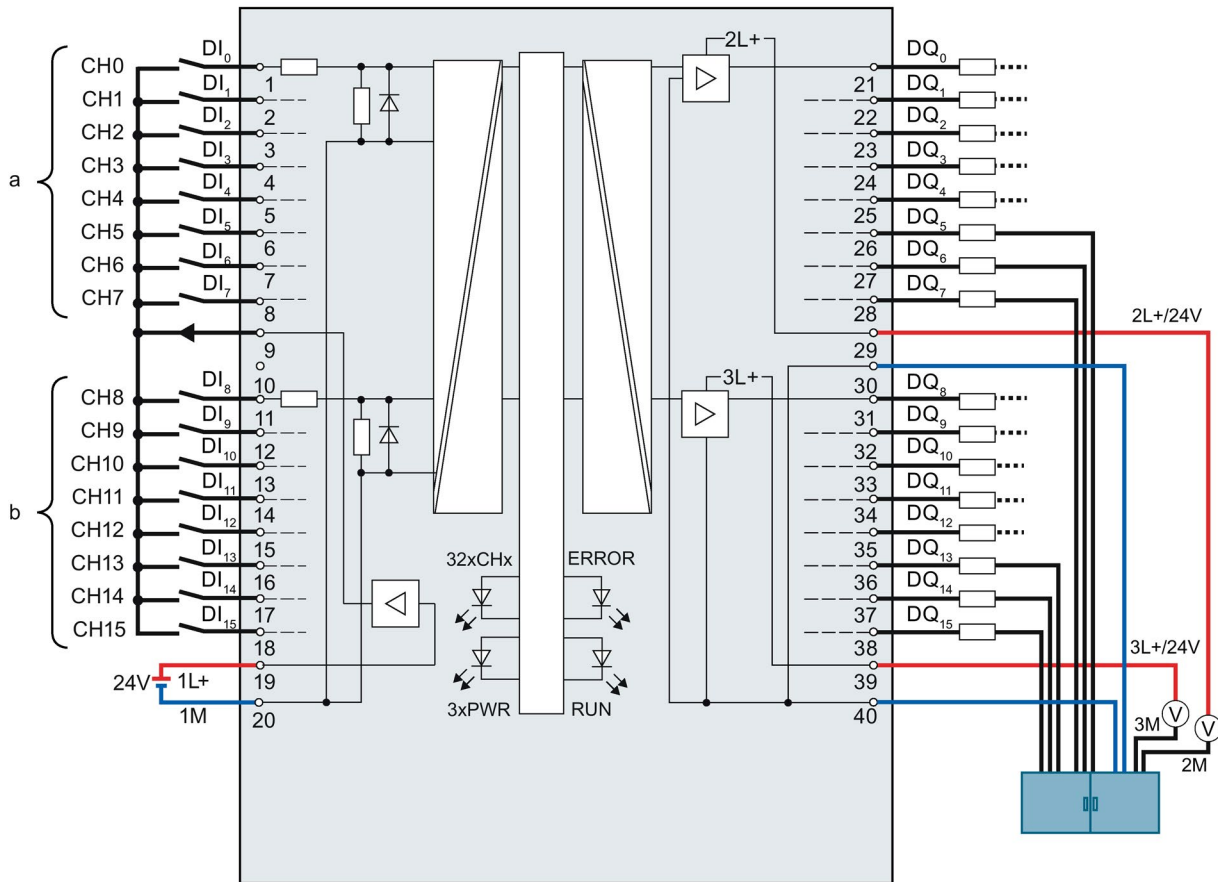 2L+
CH0 DI0 DQ0
1 21
CH1 DI1 DQ1
2 22
CH2 DI2 DQ2
3 23
CH3 DI3 DQ3
4 24
a CH4 DI4 DQ4
5 25
CH5 DI5 DQ5
6 26
CH6 DI6 DQ6
7 27
CH7 DI7 DQ7
8 28
2L+/24V
9 29
3L+
10 30
CH8 DI8 DQ8
11 31
CH9 DI9 DQ9
12 32
CH10 DI10 DQ10
13 33
CH11 DI11 DQ11
b
14 34
CH12 DI12 DQ12
15 35
CH13 DI13 32xCHx ERROR DQ13
16 36
CH14 DI14 DQ14
17 37
CH15 DI15 DQ15
18 38
3L+/24V
24V 1L+
19 39
1M 3xPWR RUN
20 40
V V
3M
2M